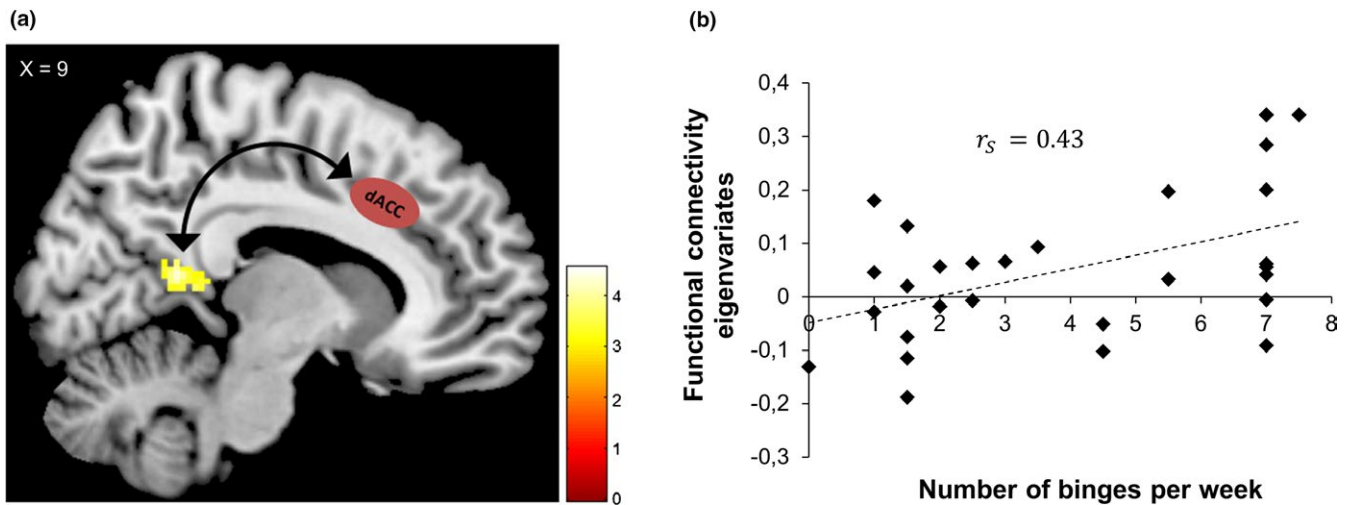 (a)
X = 9
dACC
4
3
2
1
0
(b)
0,4
0,3
0,2
0,1
0
-0,1
-0,2
-0,3
0 1 2 3 4 5 6 7 8
r_S = 0.43
Functional connectivity
eigenvariates
Number of binges per week